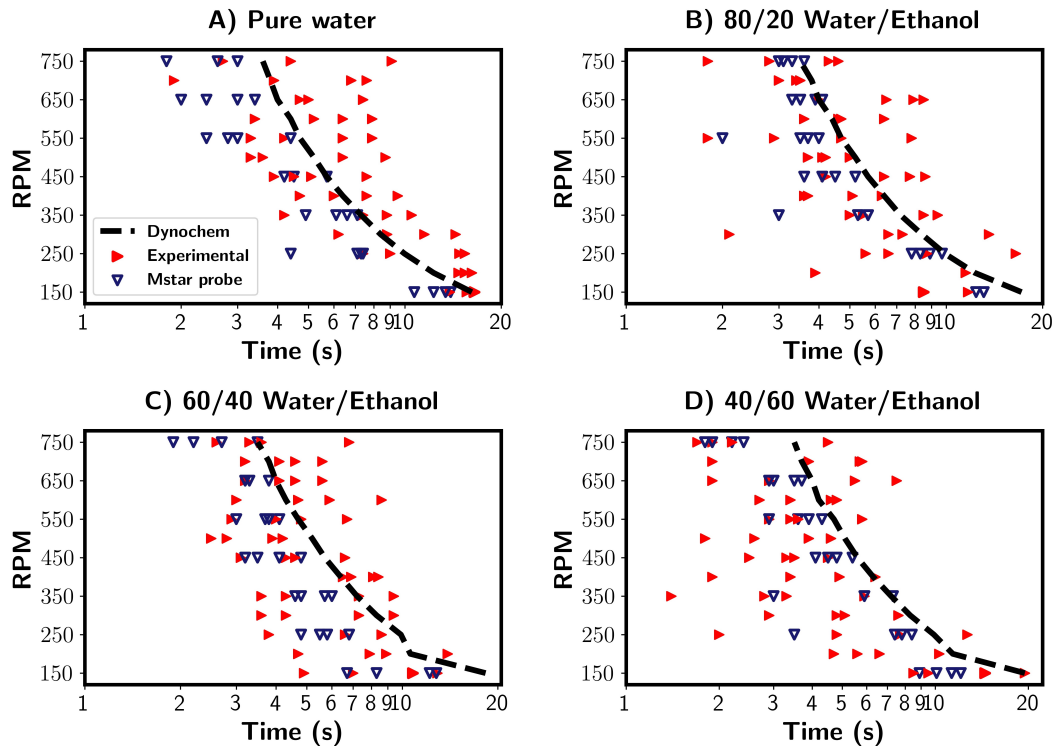 A) Pure water
B) 80/20 Water/Ethanol
RPM
750
650
550
450
350
250
150
Dynochem
Experimental
Mstar probe
1 2 3 4 5 6 7 8 9 10 20
Time (s)
RPM
750
650
550
450
350
250
150
1 2 3 4 5 6 7 8 9 10 20
Time (s)
C) 60/40 Water/Ethanol
D) 40/60 Water/Ethanol
RPM
750
650
550
450
350
250
150
1 2 3 4 5 6 7 8 9 10 20
Time (s)
RPM
750
650
550
450
350
250
150
1 2 3 4 5 6 7 8 9 10 20
Time (s)